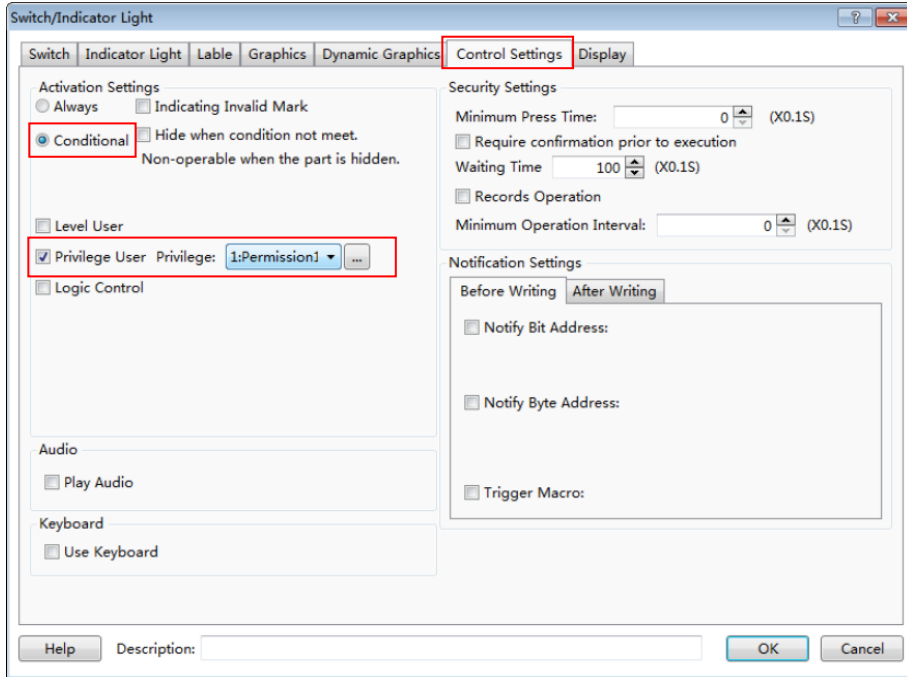 Switch/Indicator Light
Switch Indicator Light Lable Graphics Dynamic Graphics Control Settings Display
Activation Settings
Always Indicating Invalid Mark
Conditional Hide when condition not meet.
Non-operable when the part is hidden.
Level User
Privilege User Privilege: 1:Permission1 ...
Logic Control
Audio
Play Audio
Keyboard
Use Keyboard
Security Settings
Minimum Press Time: 0 (X0.1S)
Require confirmation prior to execution
Waiting Time 100 (X0.1S)
Records Operation
Minimum Operation Interval: 0 (X0.1S)
Notification Settings
Before Writing After Writing
Notify Bit Address:
Notify Byte Address:
Trigger Macro:
Help Description: OK Cancel